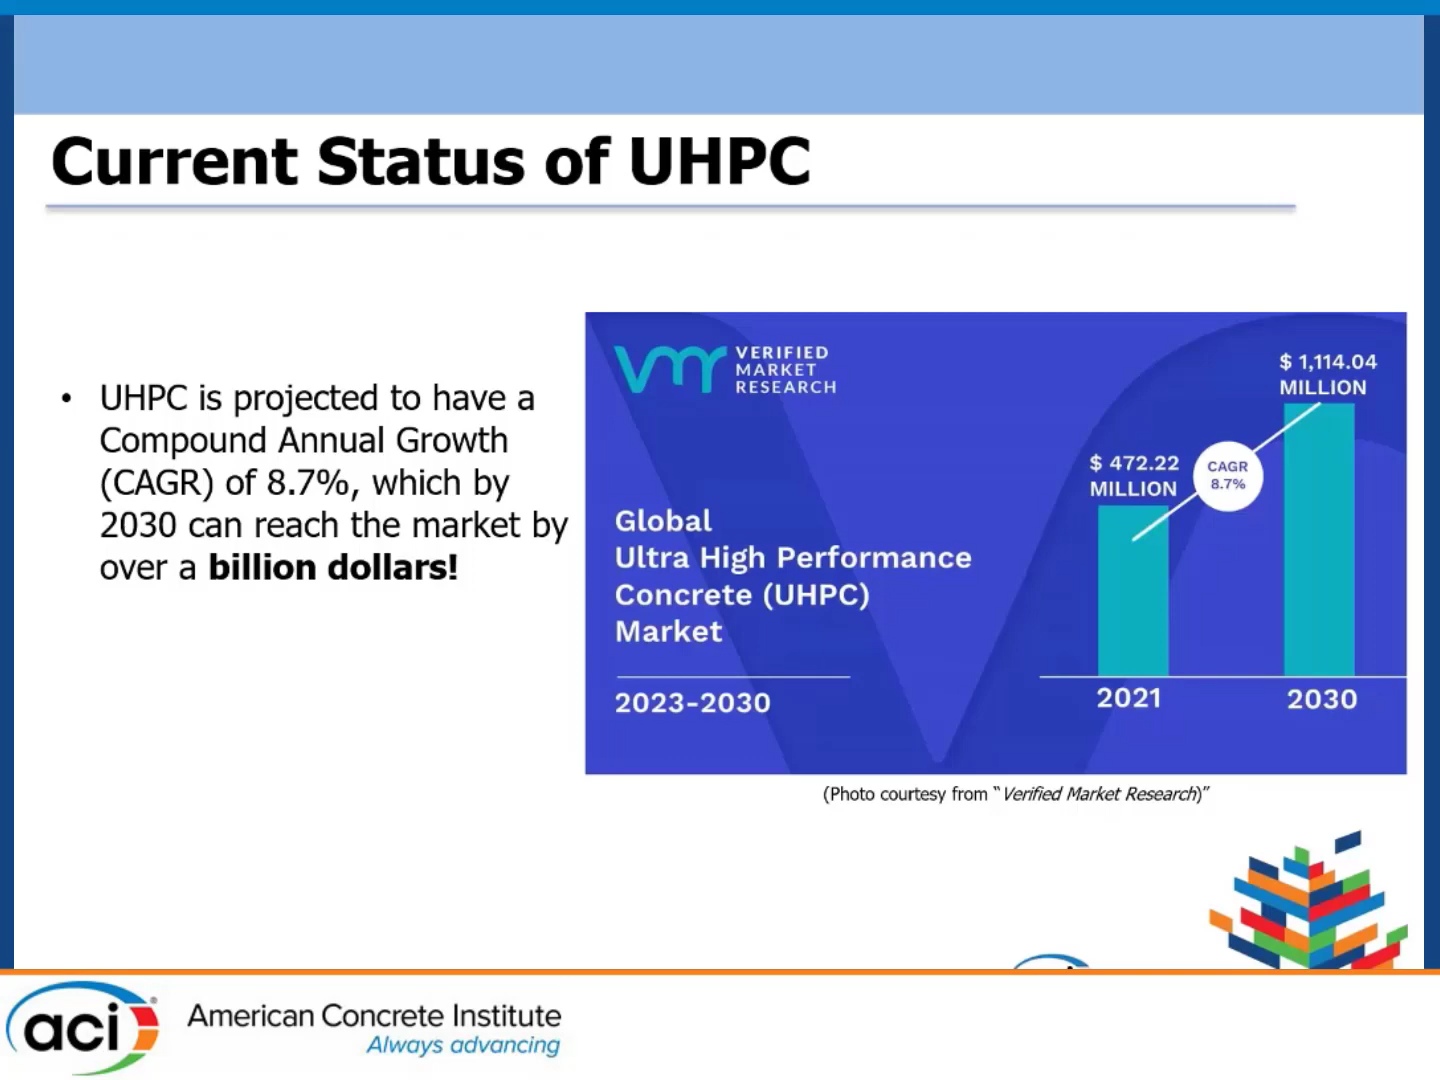 Current Status of UHPC
• UHPC is projected to have a
Compound Annual Growth
(CAGR) of 8.7%, which by
2030 can reach the market by
over a billion dollars!
vmr VERIFIED
MARKET
RESEARCH
Global
Ultra High Performance
Concrete (UHPC)
Market
2023-2030
$ 472.22
MILLION
CAGR
8.7%
$ 1,114.04
MILLION
2021
2030
(Photo courtesy from “Verified Market Research)”
aci®
American Concrete Institute
Always advancing